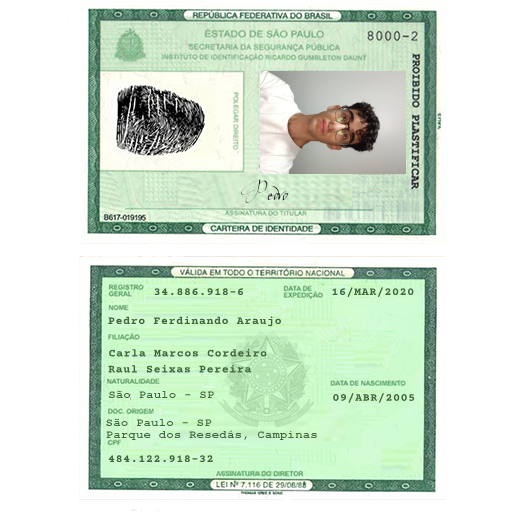 REPÚBLICA FEDERATIVA DO BRASIL
ESTADO DE SÃO PAULO
8000-2
SECRETARIA DA SEGURANÇA PÚBLICA
INSTITUTO DE IDENTIFICAÇÃO RICARDO GUMBLETON DAUNT
PROIBIDO PLASTIFICAR
POLEGAR DIREITO
Pedro
ASSINATURA DO TITULAR
B617-019195
CARTEIRA DE IDENTIDADE
VÁLIDA EM TODO O TERRITÓRIO NACIONAL
REGISTRO GERAL 34.886.918-6 DATA DE EXPEDIÇÃO 16/MAR/2020
NOME
Pedro Ferdinando Araujo
FILIAÇÃO
Carla Marcos Cordeiro
Raul Seixas Pereira
NATURALIDADE DATA DE NASCIMENTO
São Paulo - SP 09/ABR/2005
DOC. ORIGEM
São Paulo - SP
Parque dos Resedás, Campinas
CPF
484.122.918-32
ASSINATURA DO DIRETOR
LEI Nº 7.116 DE 29/08/83